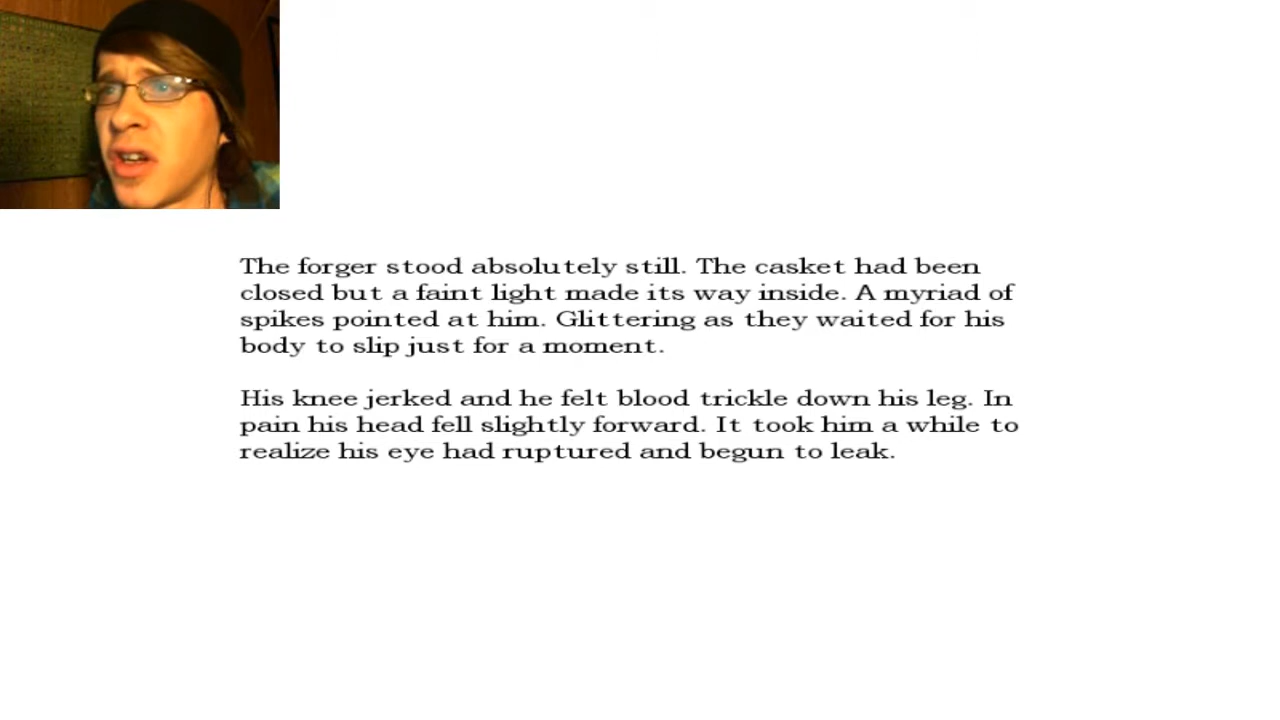 The forger stood absolutely still. The casket had been
closed but a faint light made its way inside. A myriad of
spikes pointed at him. Glittering as they waited for his
body to slip just for a moment.
His knee jerked and he felt blood trickle down his leg. In
pain his head fell slightly forward. It took him a while to
realize his eye had ruptured and begun to leak.